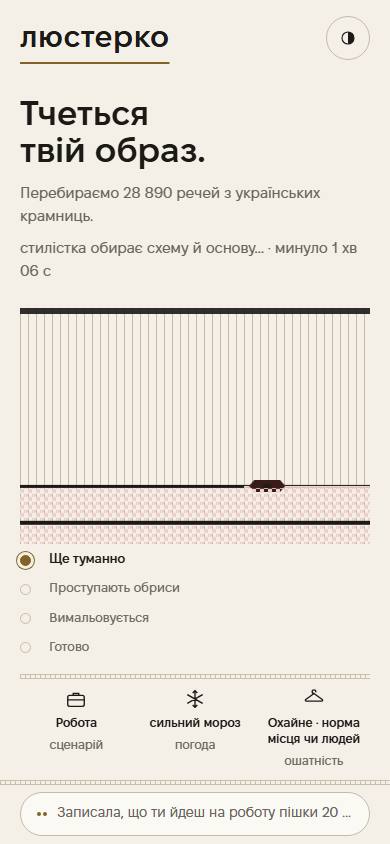 люстерко
Тчеться
твій образ.
Перебираємо 28 890 речей з українських
крамниць.
стилістка обирає схему й основу... · минуло 1 хв
06 с
Ще туманно
Проступають обриси
Вимальовується
Готово
Робота
сценарій
сильний мороз
погода
Охайне · норма
місця чи людей
ошатність
Записала, що ти йдеш на роботу пішки 20 ...